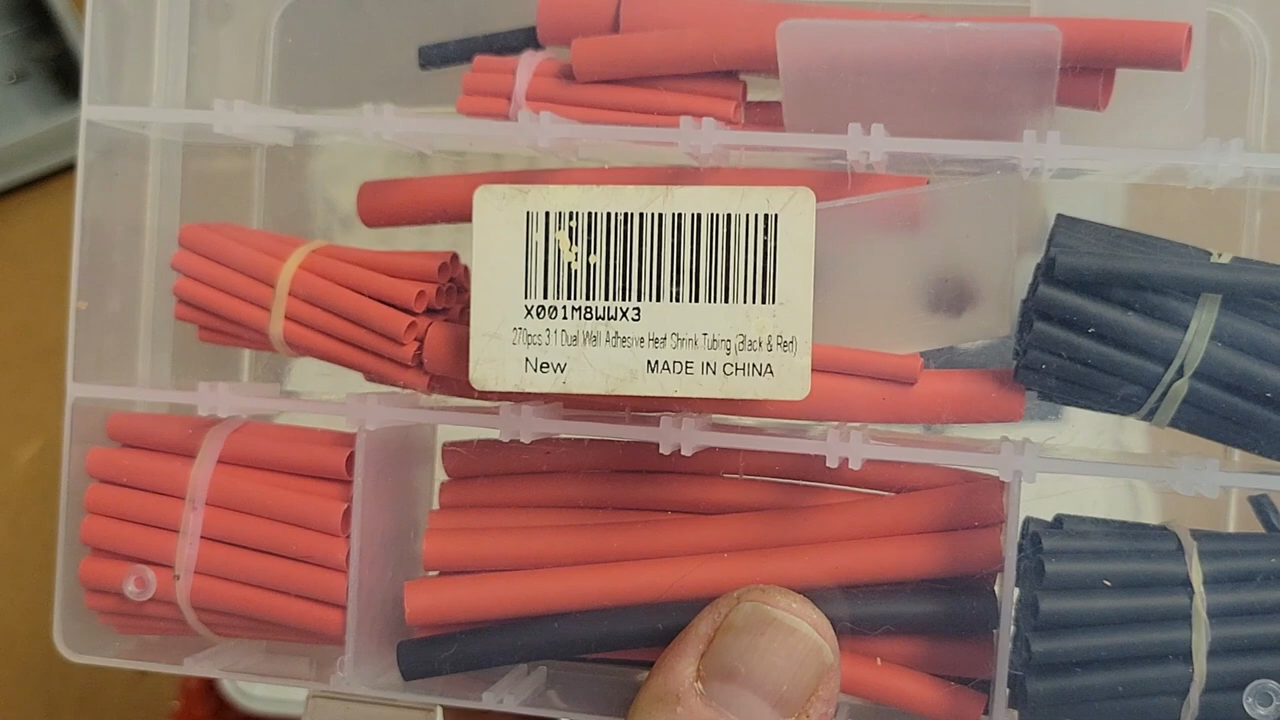 X001M8WWX3
270pcs 3:1 Dual Wall Adhesive Heat Shrink Tubing (Black & Red)
New MADE IN CHINA